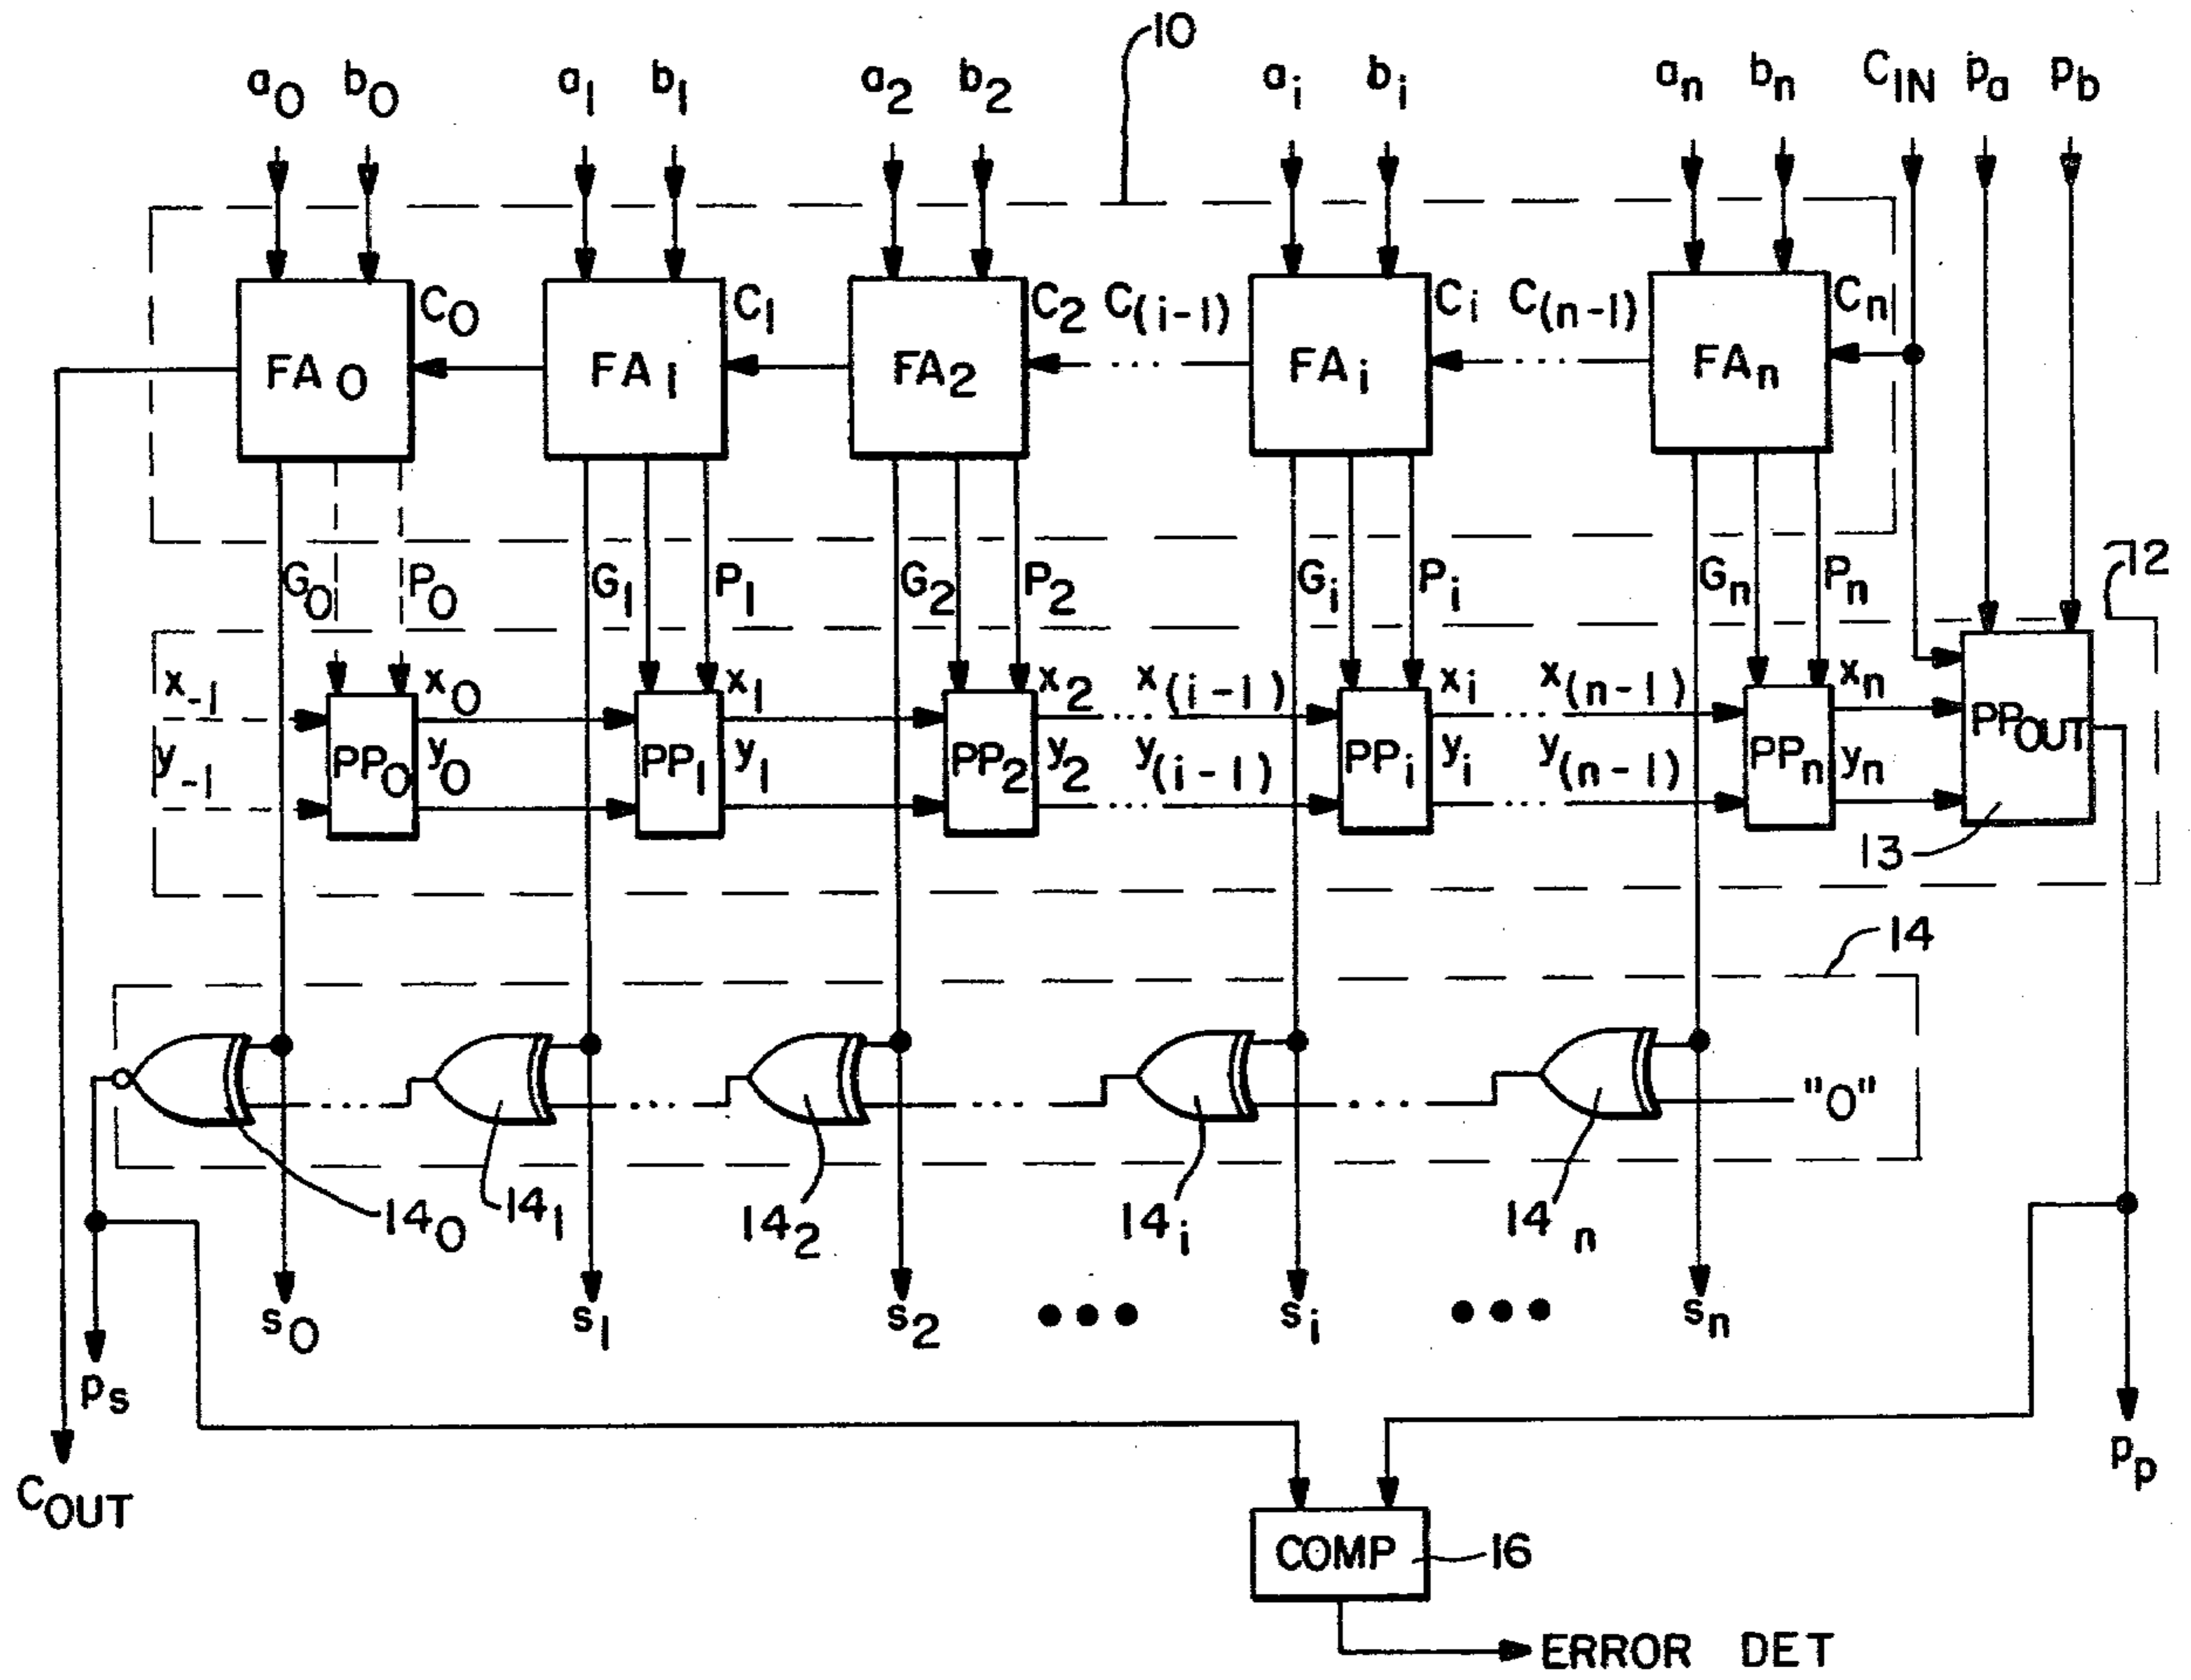 10
a0 b0 a1 b1 a2 b2 ai bi an bn CIN pa pb
C0 C1 C2 C(i-1) Ci C(n-1) Cn
FA0 FA1 FA2 FAi FAn
12
G0 P0 G1 P1 G2 P2 Gi Pi Gn Pn
x-1 x0 x1 x2 x(i-1) xi x(n-1) xn
PP0 PP1 PP2 PPi PPn PPOUT
y-1 y0 y1 y2 y(i-1) yi y(n-1) yn
13
14
... ... ... ... "0"
140 141 142 14i 14n
s0 s1 s2 ... si ... sn
ps
COUT
pp
COMP 16
ERROR DET